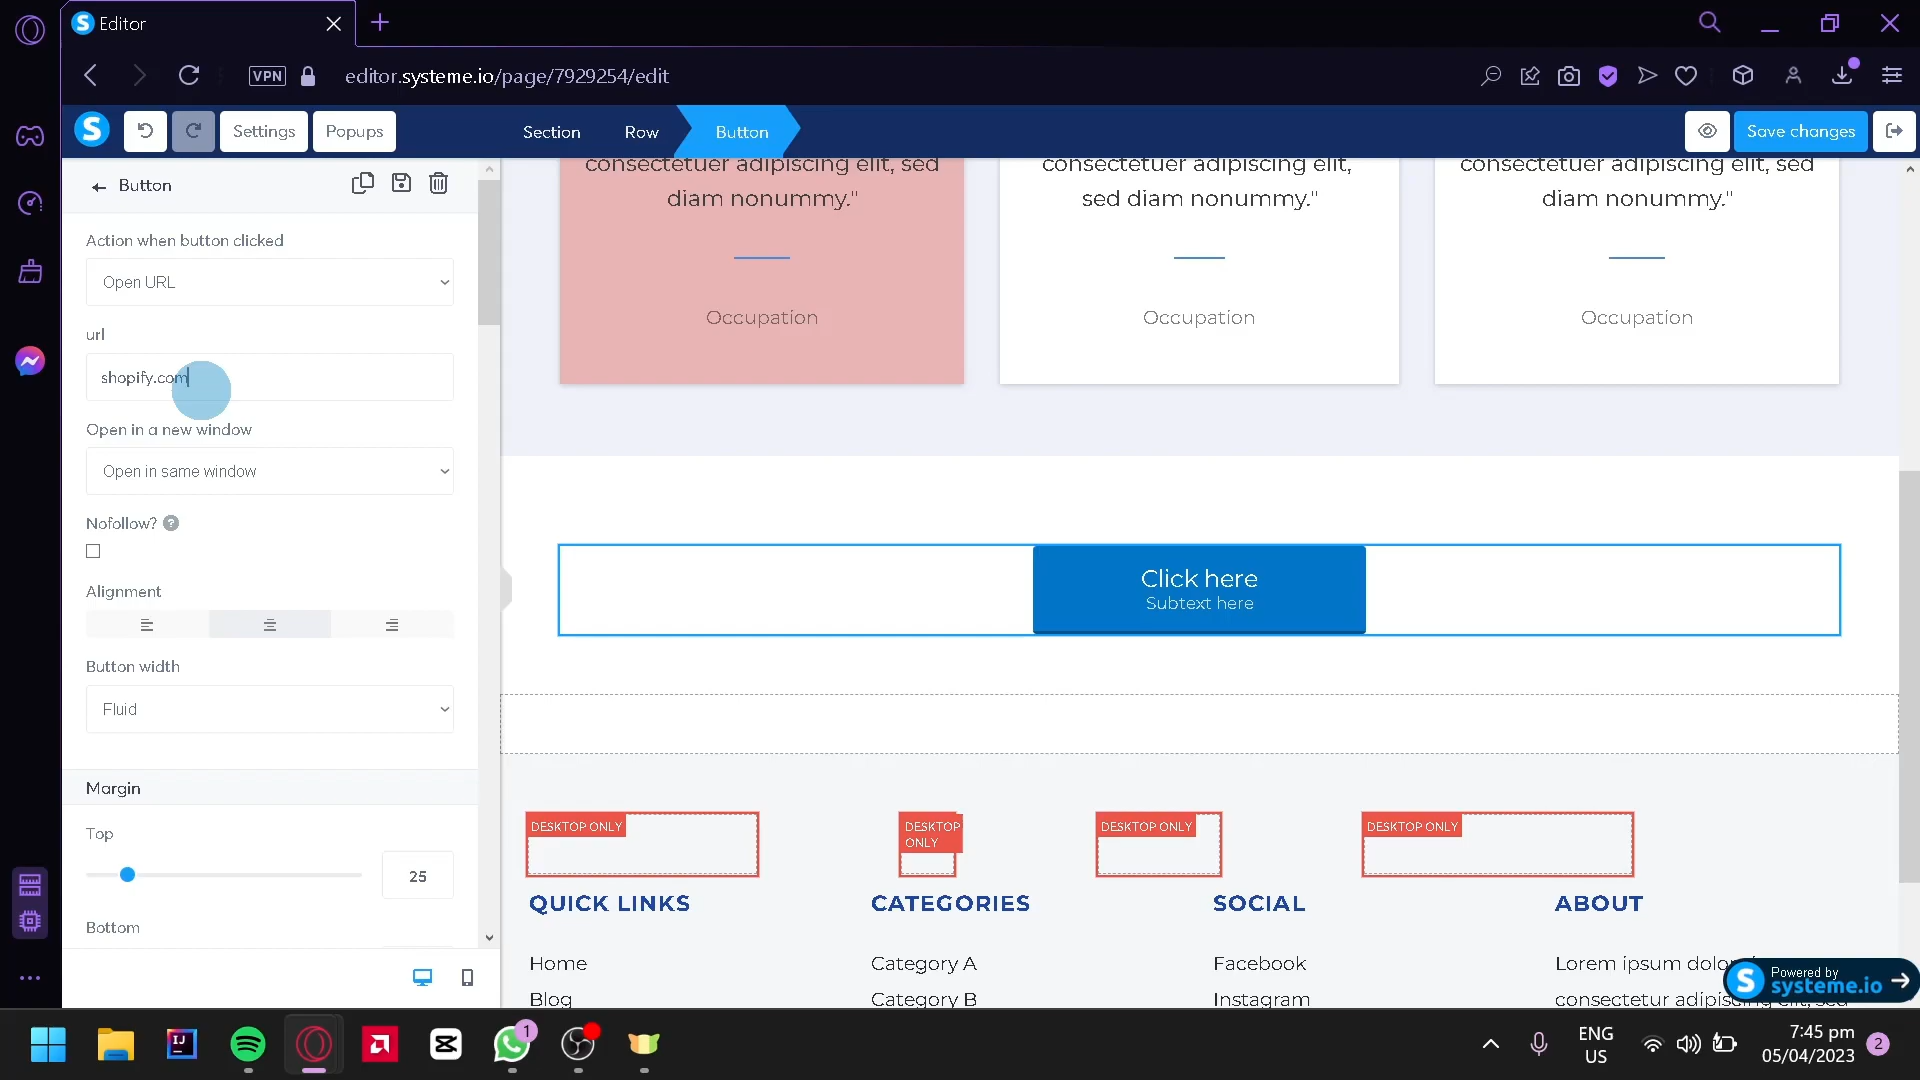 Editor
VPN
editor.systeme.io/page/7929254/edit
Settings
Popups
Section
Row
Button
Save changes
Button
Action when button clicked
Open URL
url
shopify.com
Open in a new window
Open in same window
Nofollow?
Alignment
Button width
Fluid
Margin
Top
25
Bottom
consectetuer adipiscing elit, sed
diam nonummy."
Occupation
consectetuer adipiscing elit,
sed diam nonummy."
Occupation
consectetuer adipiscing elit, sed
diam nonummy."
Occupation
Click here
Subtext here
DESKTOP ONLY
DESKTOP
ONLY
DESKTOP ONLY
DESKTOP ONLY
QUICK LINKS
Home
Blog
CATEGORIES
Category A
Category B
SOCIAL
Facebook
Instagram
ABOUT
Lorem ipsum dolor
consectetur adipiscing elit, sed
Powered by
systeme.io
IJ
1
ENG
US
7:45 pm
05/04/2023
2